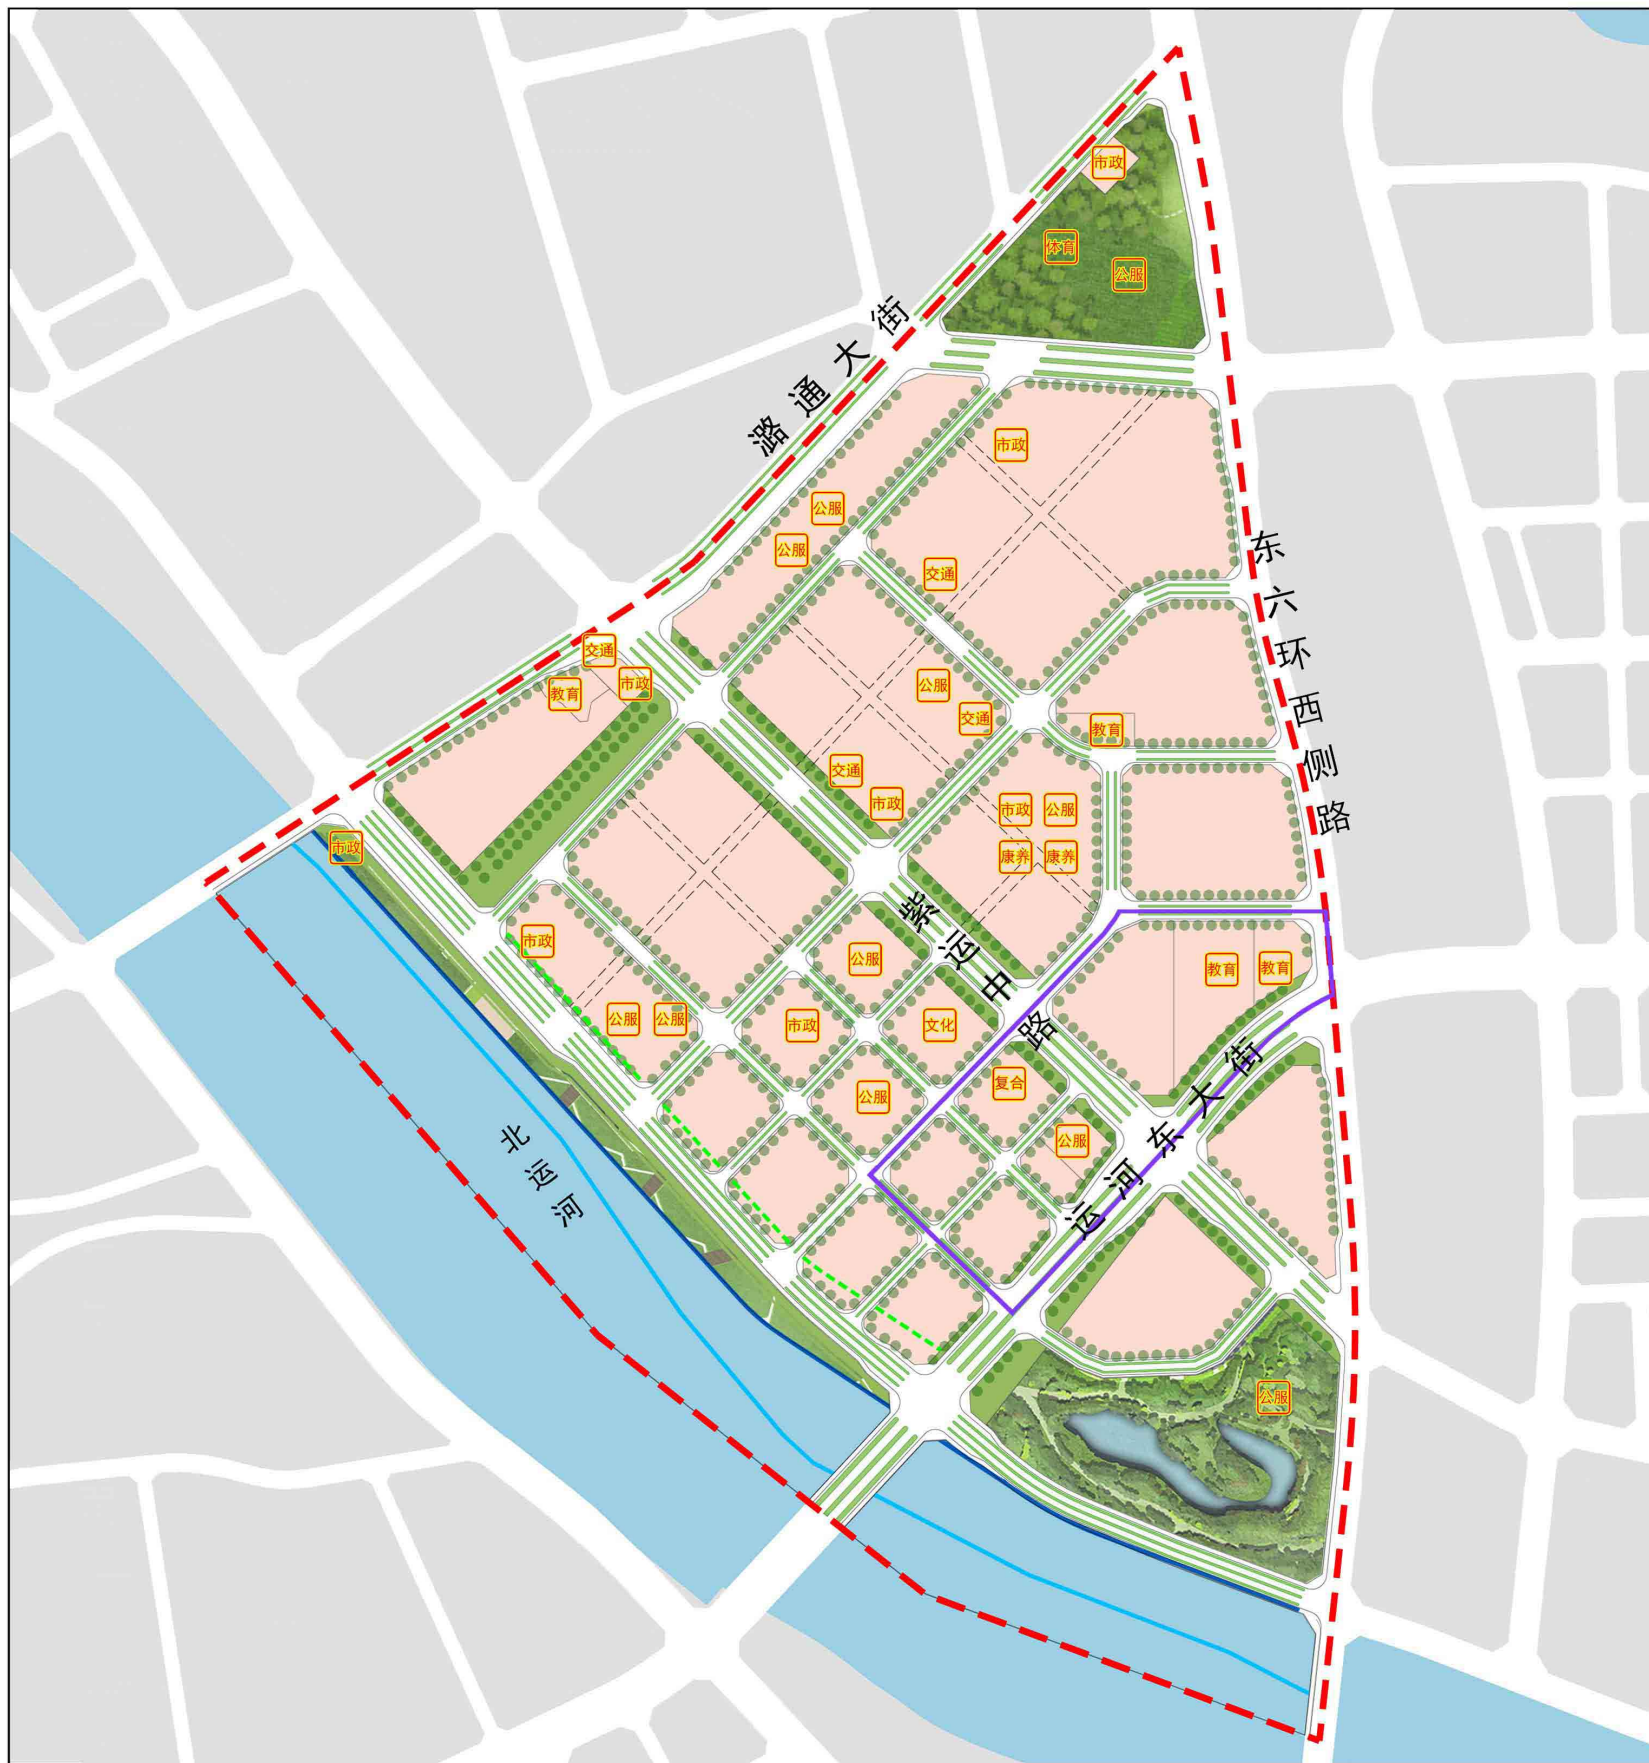 市政
体育
公服
潞通大街
市政
公服
公服
交通
东六环西侧路
交通
教育
市政
公服
交通
教育
交通
市政
市政
公服
康养
康养
市政
紫运中路
市政
公服
教育
教育
公服
公服
市政
文化
复合
公服
公服
运河东大街
北运河
公服